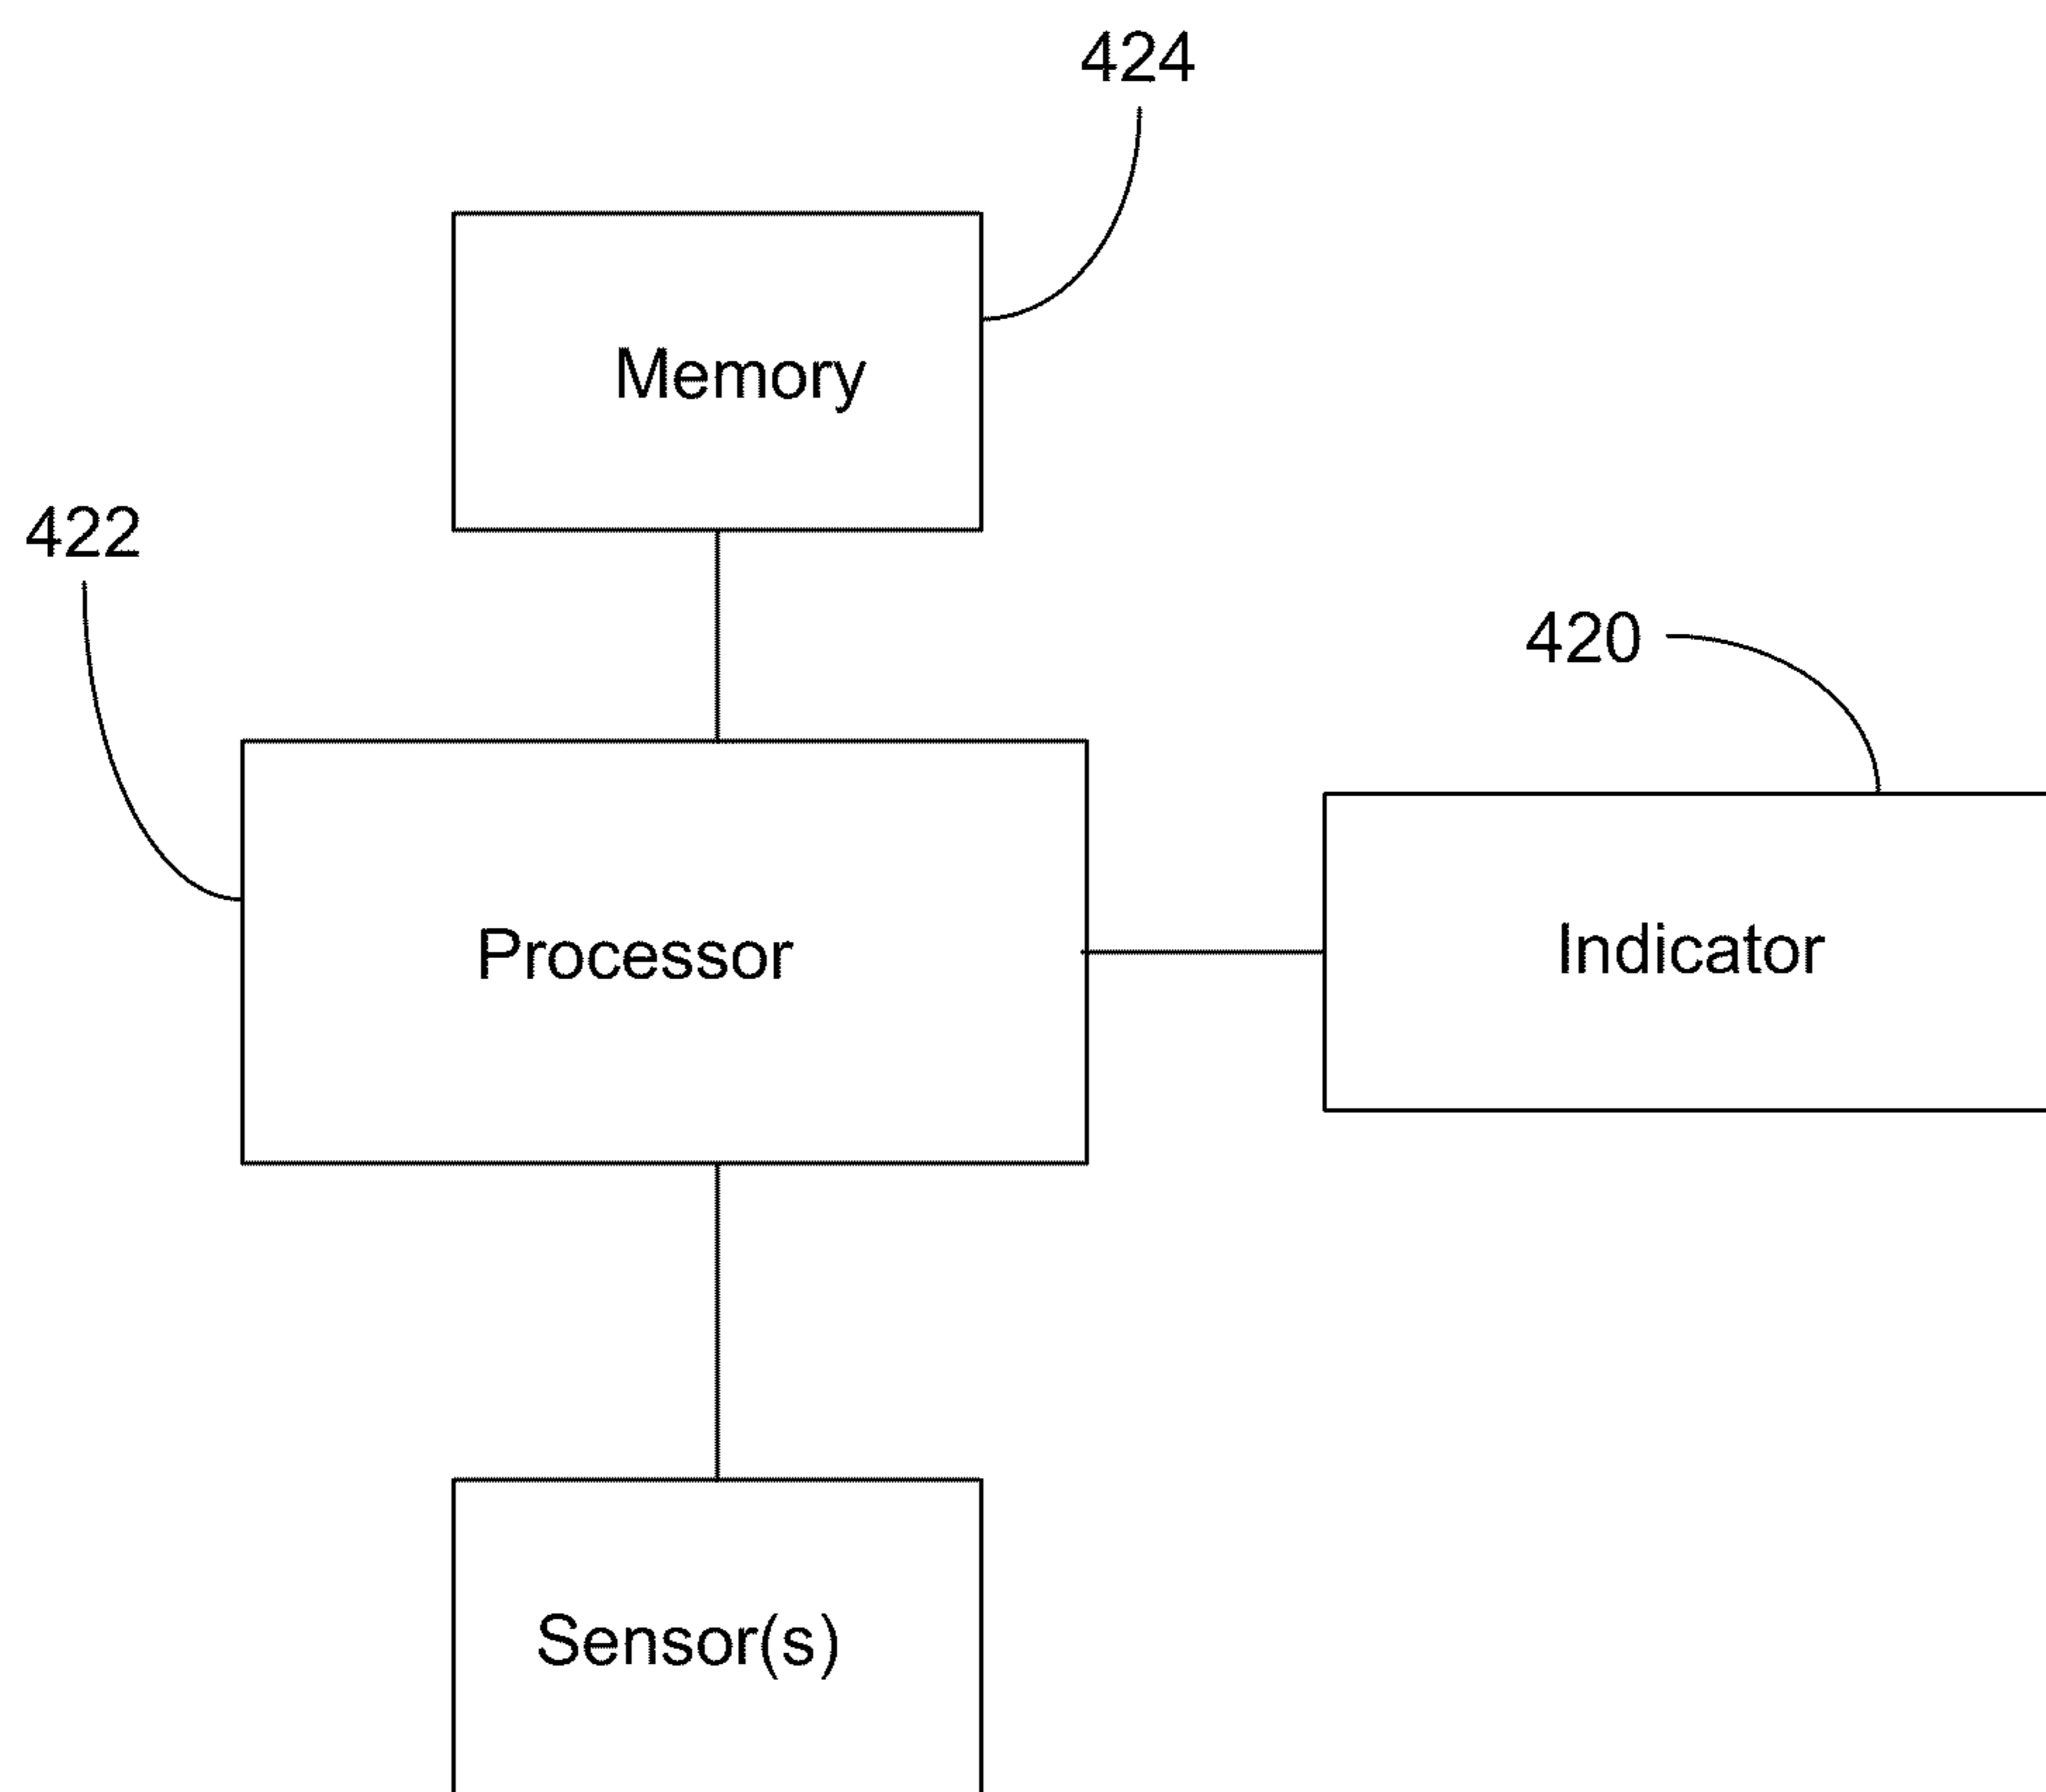 424
Memory
422
420
Processor
Indicator
Sensor(s)